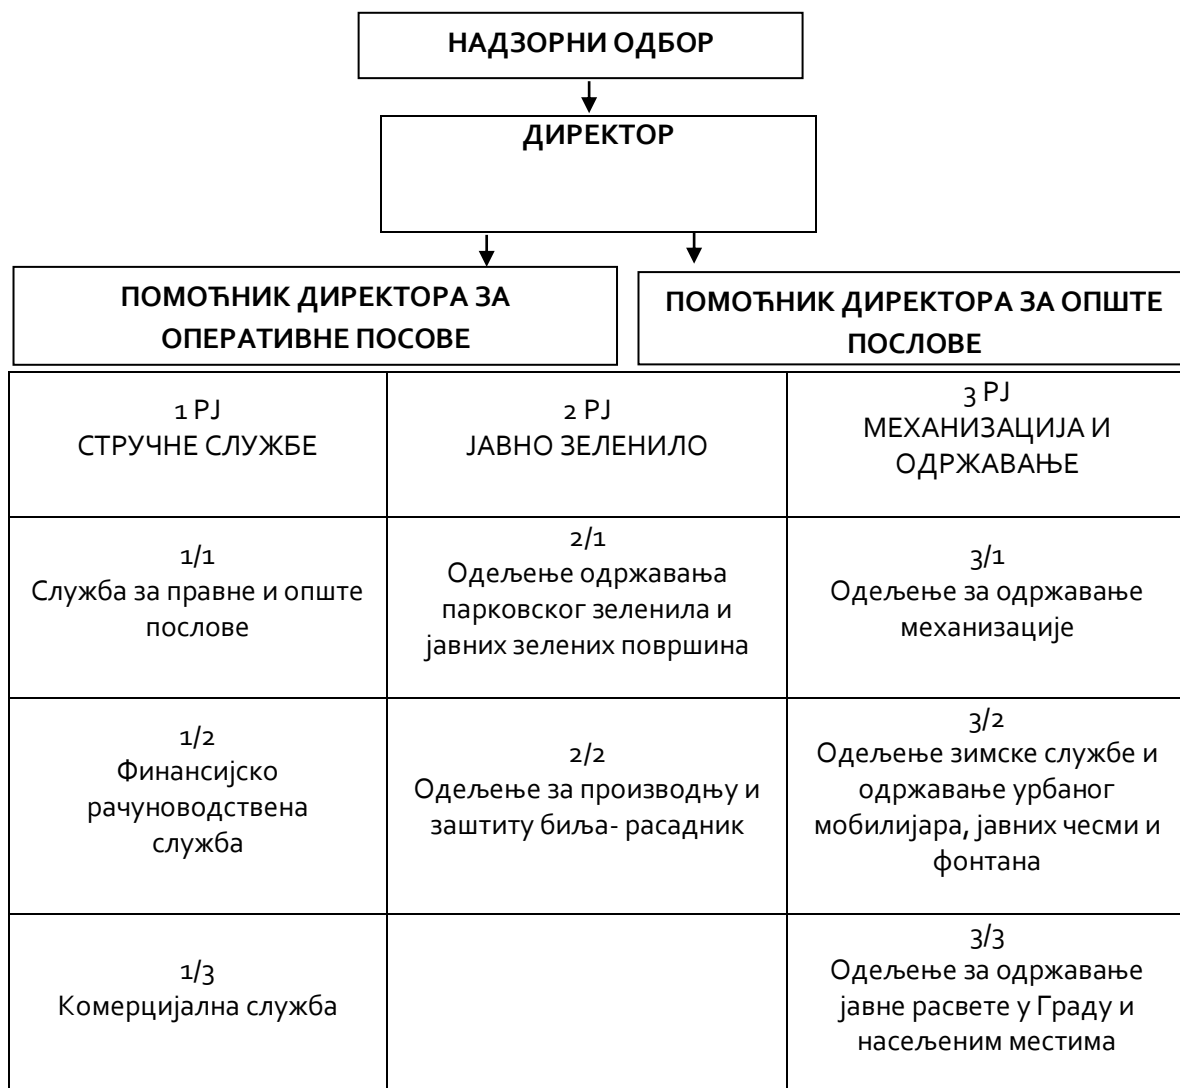 НАДЗОРНИ ОДБОР
ДИРЕКТОР
ПОМОЋНИК ДИРЕКТОРА ЗА
ОПЕРАТИВНЕ ПОСОВЕ
ПОМОЋНИК ДИРЕКТОРА ЗА ОПШТЕ
ПОСЛОВЕ
1 РЈ
СТРУЧНЕ СЛУЖБЕ
2 РЈ
ЈАВНО ЗЕЛЕНИЛО
3 РЈ
МЕХАНИЗАЦИЈА И
ОДРЖАВАЊЕ
1/1
Служба за правне и опште
послове
2/1
Одељење одржавања
парковског зеленила и
јавних зелених површина
3/1
Одељење за одржавање
механизације
1/2
Финансијско
рачуноводствена
служба
2/2
Одељење за производњу и
заштиту биља- расадник
3/2
Одељење зимске службе и
одржавање урбаног
мобилијара, јавних чесми и
фонтана
1/3
Комерцијална служба
3/3
Одељење за одржавање
јавне расвете у Граду и
насељеним местима